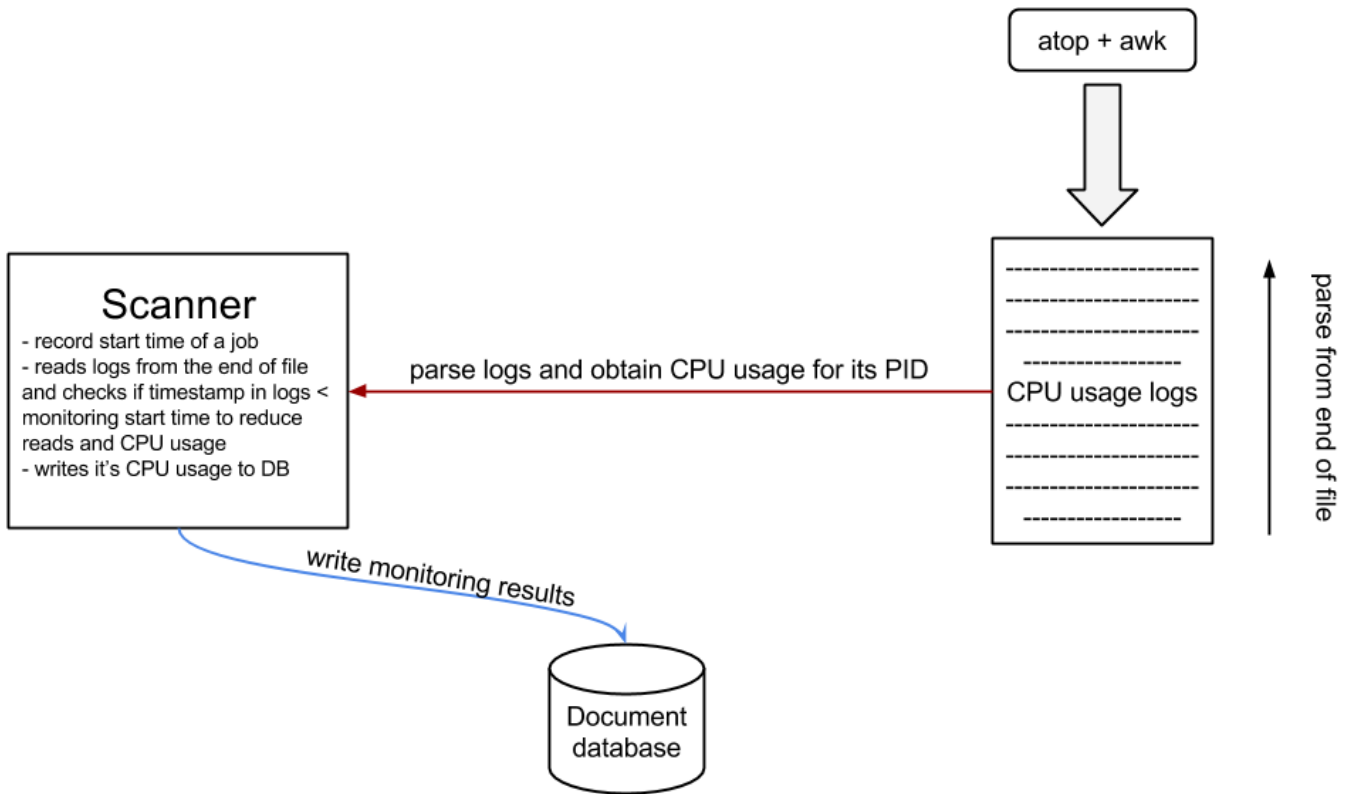 atop + awk
Scanner
- record start time of a job
- reads logs from the end of file
and checks if timestamp in logs <
monitoring start time to reduce
reads and CPU usage
- writes it's CPU usage to DB
parse logs and obtain CPU usage for its PID
----------------------
----------------------
----------------------
------------------
CPU usage logs
----------------------
----------------------
----------------------
------------------
parse from end of file
write monitoring results
Document
database